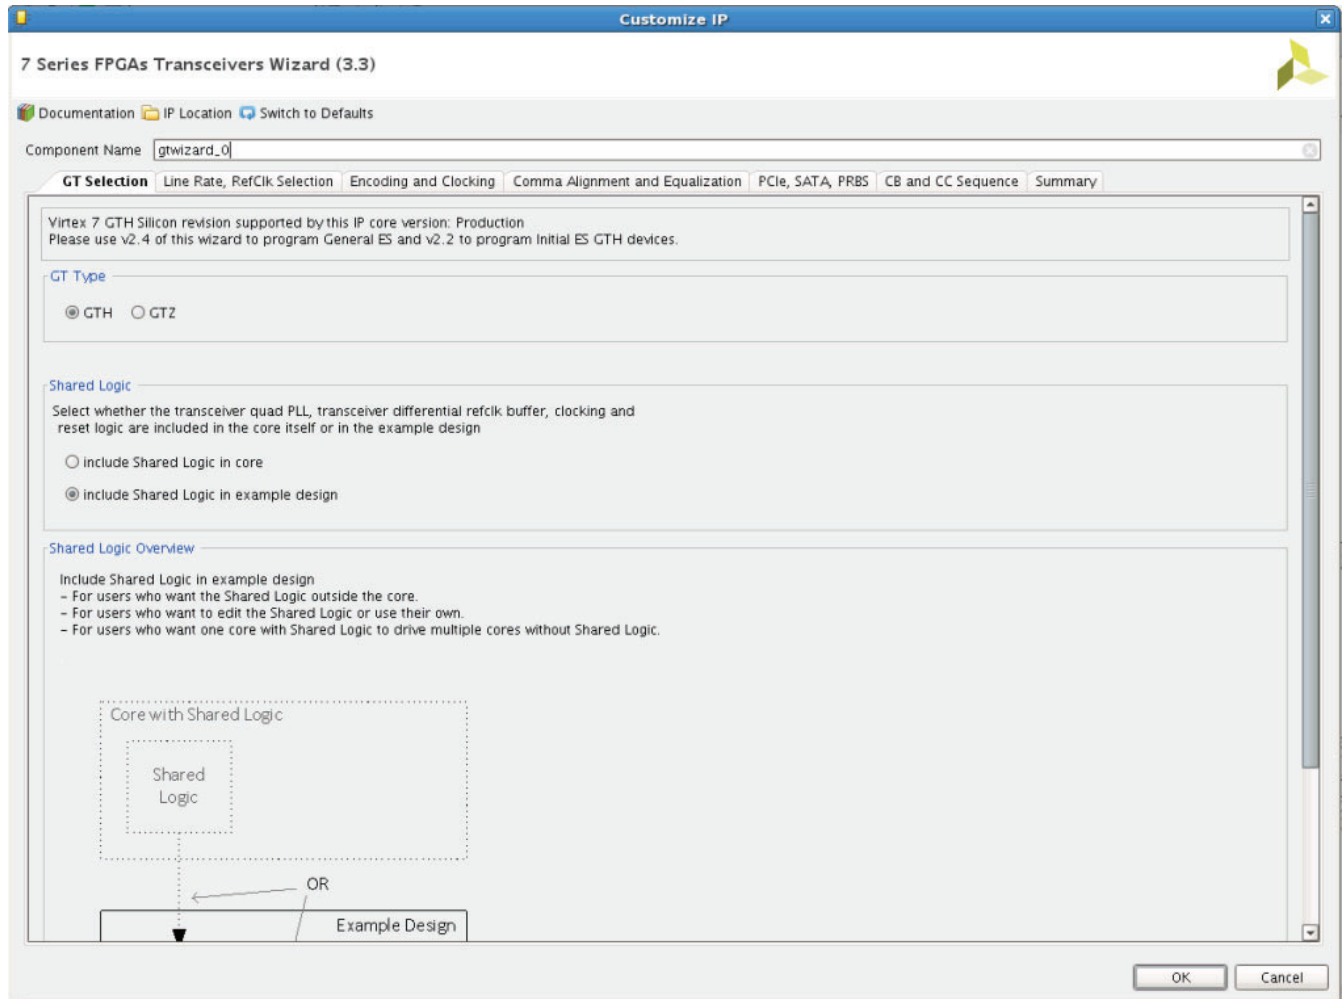 Customize IP
7 Series FPGAs Transceivers Wizard (3.3)
Documentation IP Location Switch to Defaults
Component Name gtwizard_0
GT Selection Line Rate, RefClk Selection Encoding and Clocking Comma Alignment and Equalization PCIe, SATA, PRBS CB and CC Sequence Summary
Virtex 7 GTH Silicon revision supported by this IP core version: Production
Please use v2.4 of this wizard to program General ES and v2.2 to program Initial ES GTH devices.
GT Type
GTH GTZ
Shared Logic
Select whether the transceiver quad PLL, transceiver differential refclk buffer, clocking and
reset logic are included in the core itself or in the example design
include Shared Logic in core
include Shared Logic in example design
Shared Logic Overview
Include Shared Logic in example design
- For users who want the Shared Logic outside the core.
- For users who want to edit the Shared Logic or use their own.
- For users who want one core with Shared Logic to drive multiple cores without Shared Logic.
Core with Shared Logic
Shared
Logic
OR
Example Design
OK Cancel